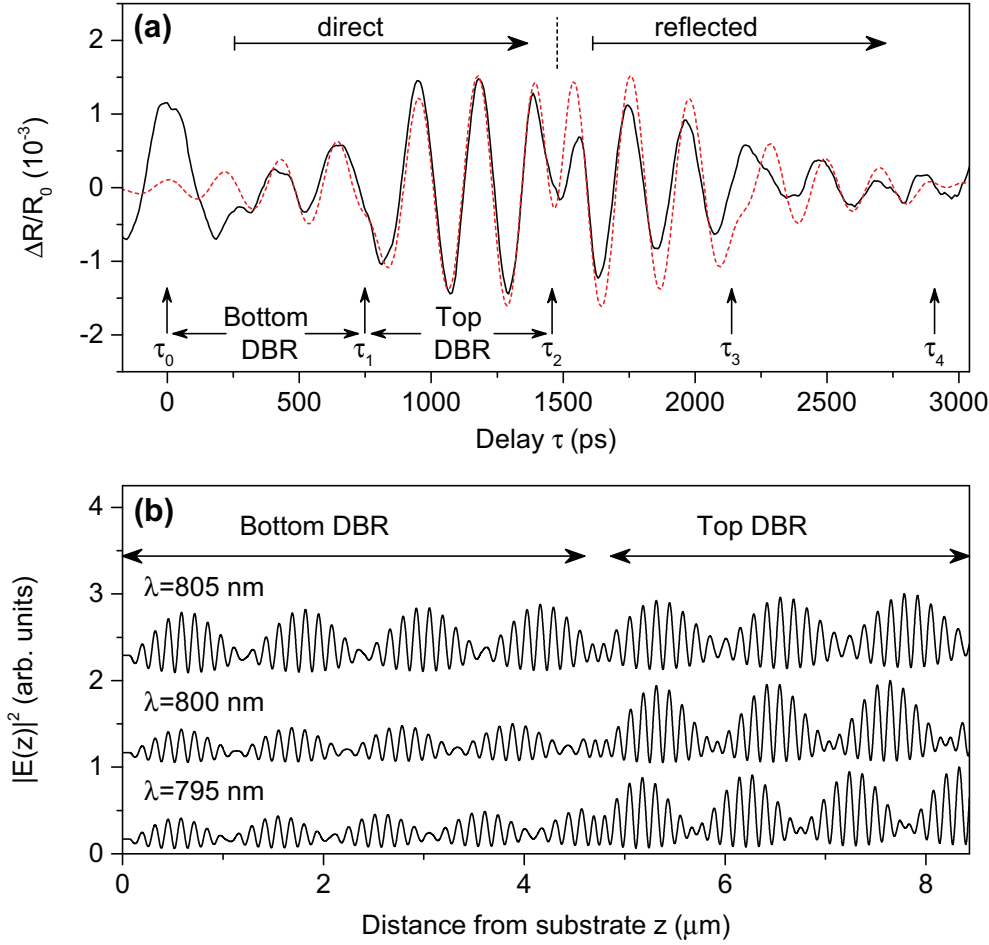 (a)
direct reflected
2
1
0
-1
-2
ΔR/R₀ (10⁻³)
Bottom DBR
Top DBR
τ₀ τ₁ τ₂ τ₃ τ₄
0 500 1000 1500 2000 2500 3000
Delay τ (ps)
(b)
Bottom DBR Top DBR
4
3
2
1
0
|E(z)|² (arb. units)
λ=805 nm
λ=800 nm
λ=795 nm
0 2 4 6 8
Distance from substrate z (μm)